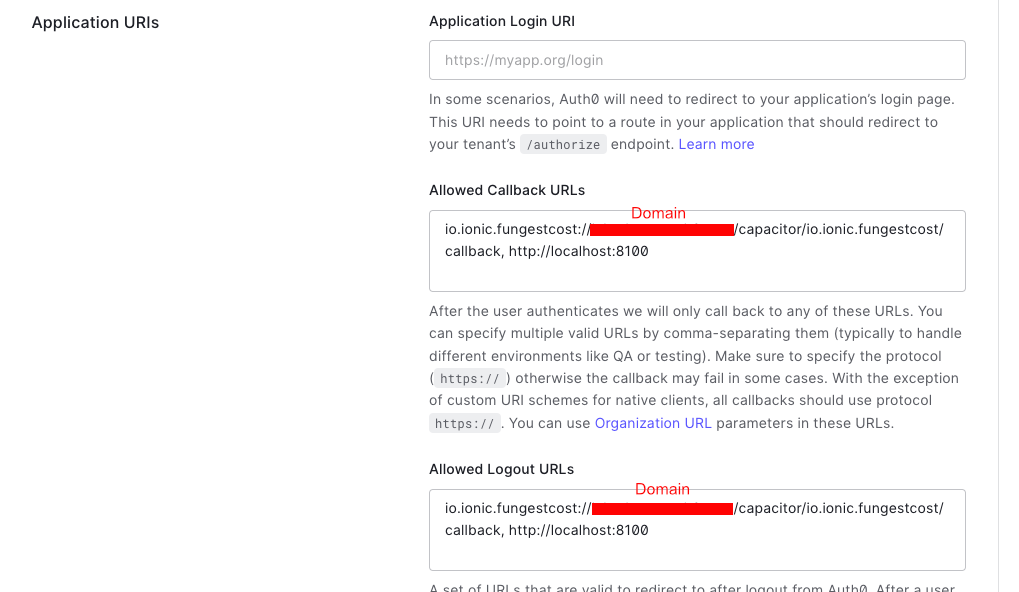 Application URIs
Application Login URI
https://myapp.org/login
In some scenarios, Auth0 will need to redirect to your application’s login page.
This URI needs to point to a route in your application that should redirect to
your tenant’s /authorize endpoint. Learn more
Allowed Callback URLs
Domain
io.ionic.fungestcost:// /capacitor/io.ionic.fungestcost/
callback, http://localhost:8100
After the user authenticates we will only call back to any of these URLs. You
can specify multiple valid URLs by comma-separating them (typically to handle
different environments like QA or testing). Make sure to specify the protocol
(https://) otherwise the callback may fail in some cases. With the exception
of custom URI schemes for native clients, all callbacks should use protocol
https://. You can use Organization URL parameters in these URLs.
Allowed Logout URLs
Domain
io.ionic.fungestcost:// /capacitor/io.ionic.fungestcost/
callback, http://localhost:8100
A set of URLs that are valid to redirect to after logout from Auth0. After a user